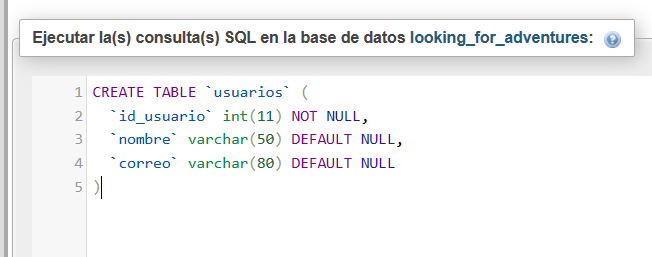 Ejecutar la(s) consulta(s) SQL en la base de datos looking_for_adventures:
1 CREATE TABLE `usuarios` (
2   `id_usuario` int(11) NOT NULL,
3   `nombre` varchar(50) DEFAULT NULL,
4   `correo` varchar(80) DEFAULT NULL
5 )